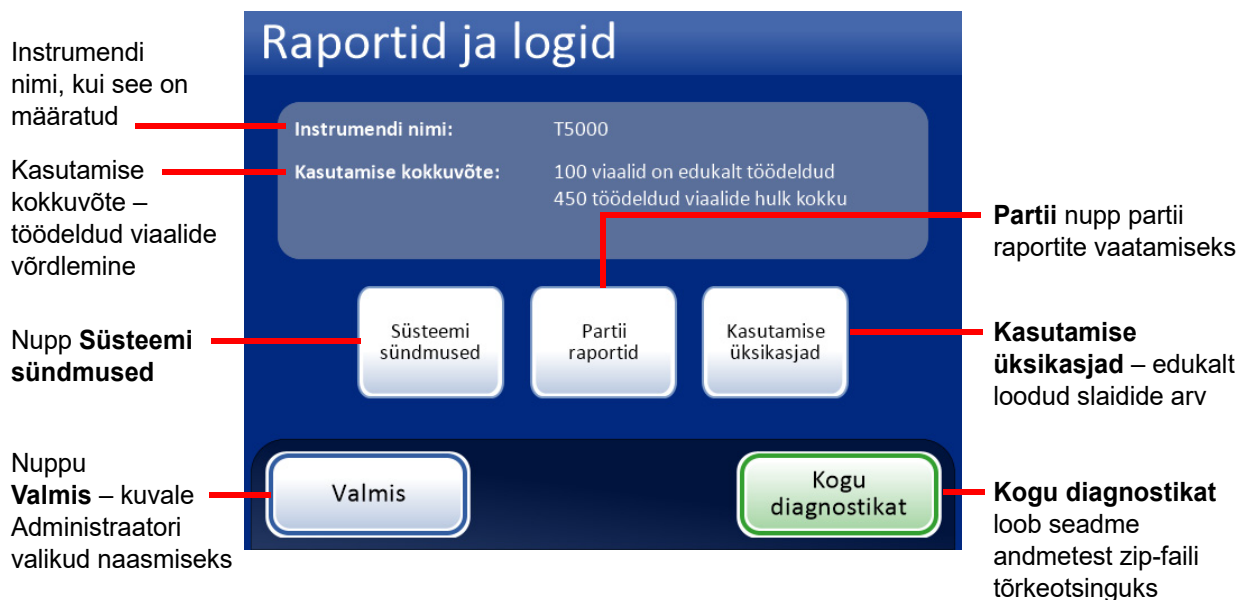 Raportid ja logid
Instrumendi
nimi, kui see on
määratud
Kasutamise
kokkuvõte –
töödeldud viaalide
võrdlemine
Nupp Süsteemi
sündmused
Nuppu
Valmis – kuvale
Administraatori
valikud naasmiseks
Instrumendi nimi: T5000
Kasutamise kokkuvõte: 100 viaalid on edukalt töödeldud
450 töödeldud viaalide hulk kokku
Süsteemi
sündmused
Partii
raportid
Kasutamise
üksikasjad
Valmis
Kogu
diagnostikat
Partii nupp partii
raportite vaatamiseks
Kasutamise
üksikasjad – edukalt
loodud slaidide arv
Kogu diagnostikat
loob seadme
andmetest zip-faili
tõrkeotsinguks